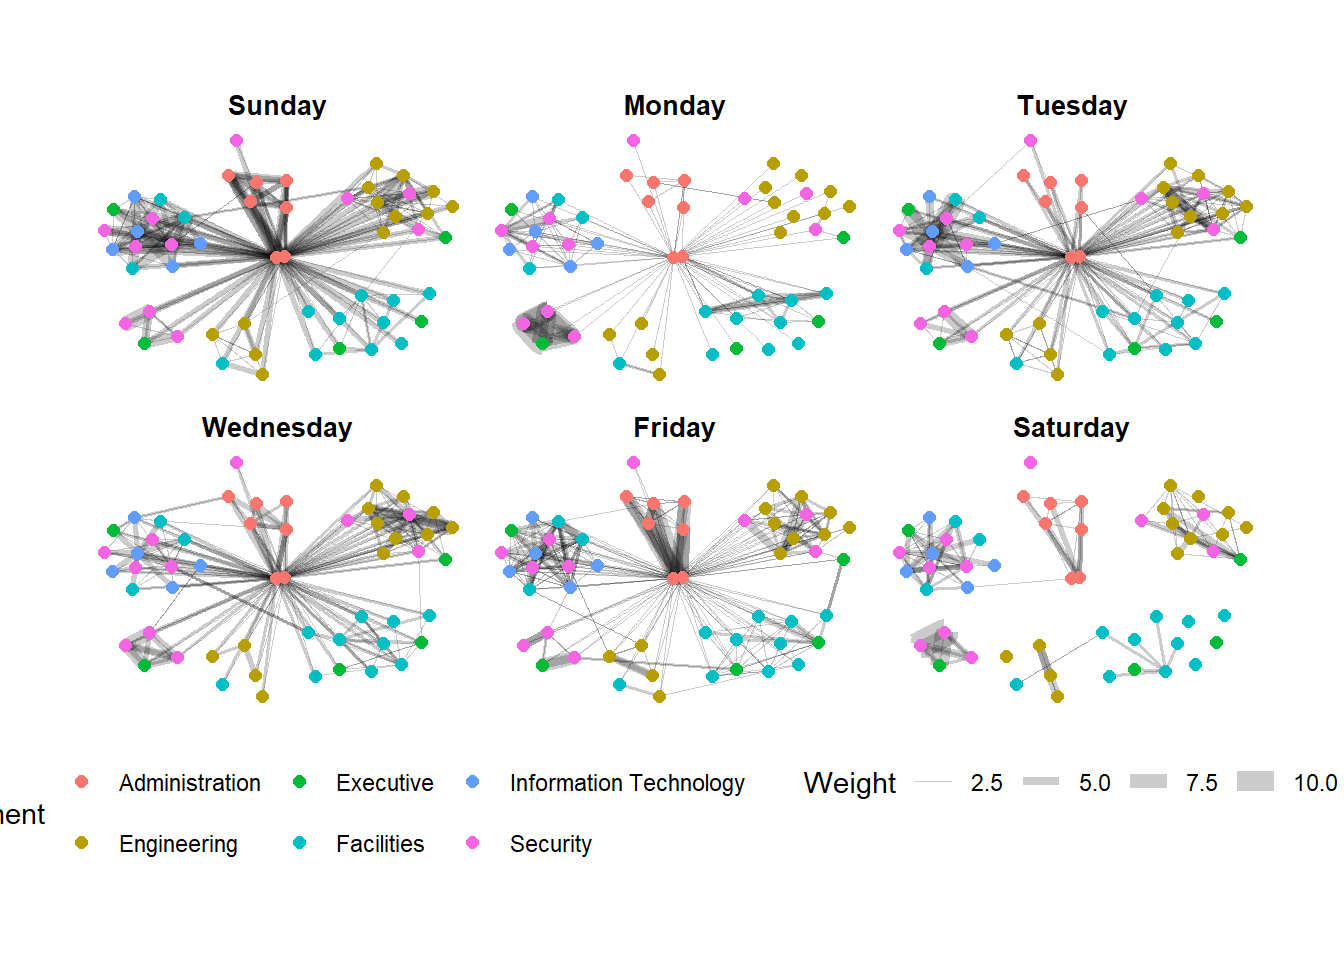 Sunday
Monday
Tuesday
Wednesday
Friday
Saturday
Administration
Executive
Information Technology
Weight
2.5
5.0
7.5
10.0
Engineering
Facilities
Security